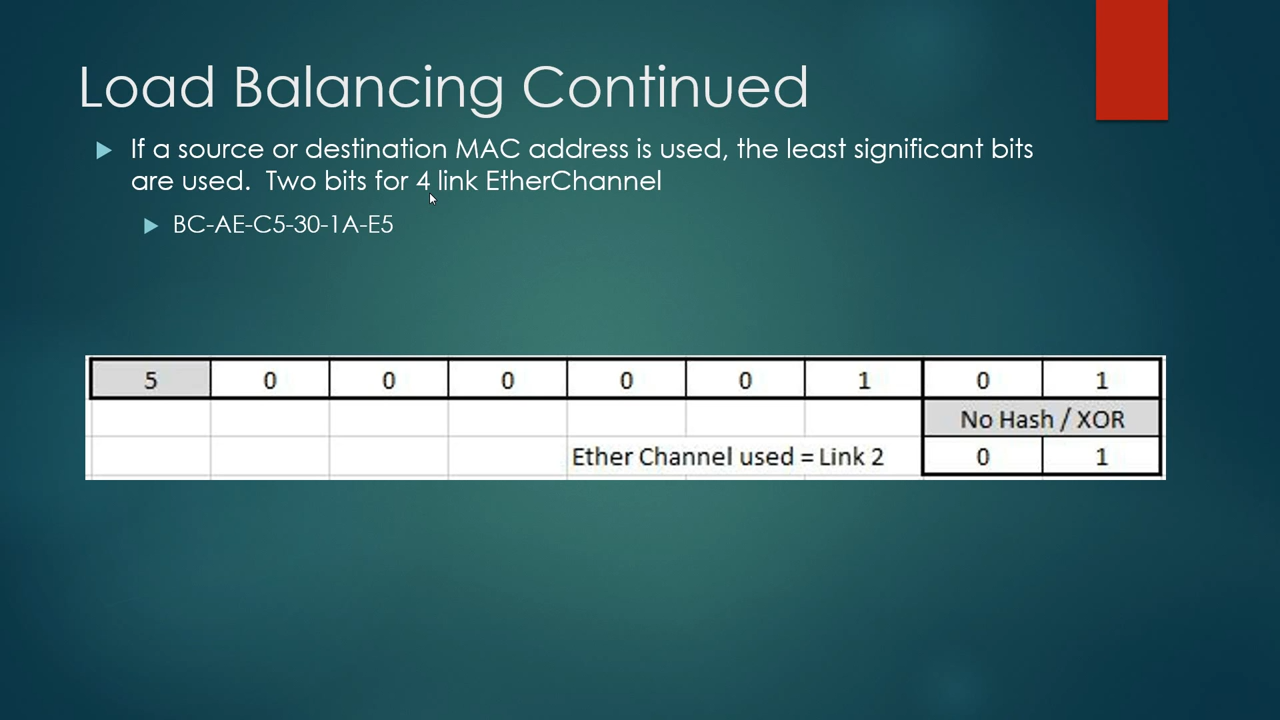 Load Balancing Continued
If a source or destination MAC address is used, the least significant bits
are used.  Two bits for 4 link EtherChannel
BC-AE-C5-30-1A-E5
5 0 0 0 0 0 1 0 1
No Hash / XOR
Ether Channel used = Link 2 0 1